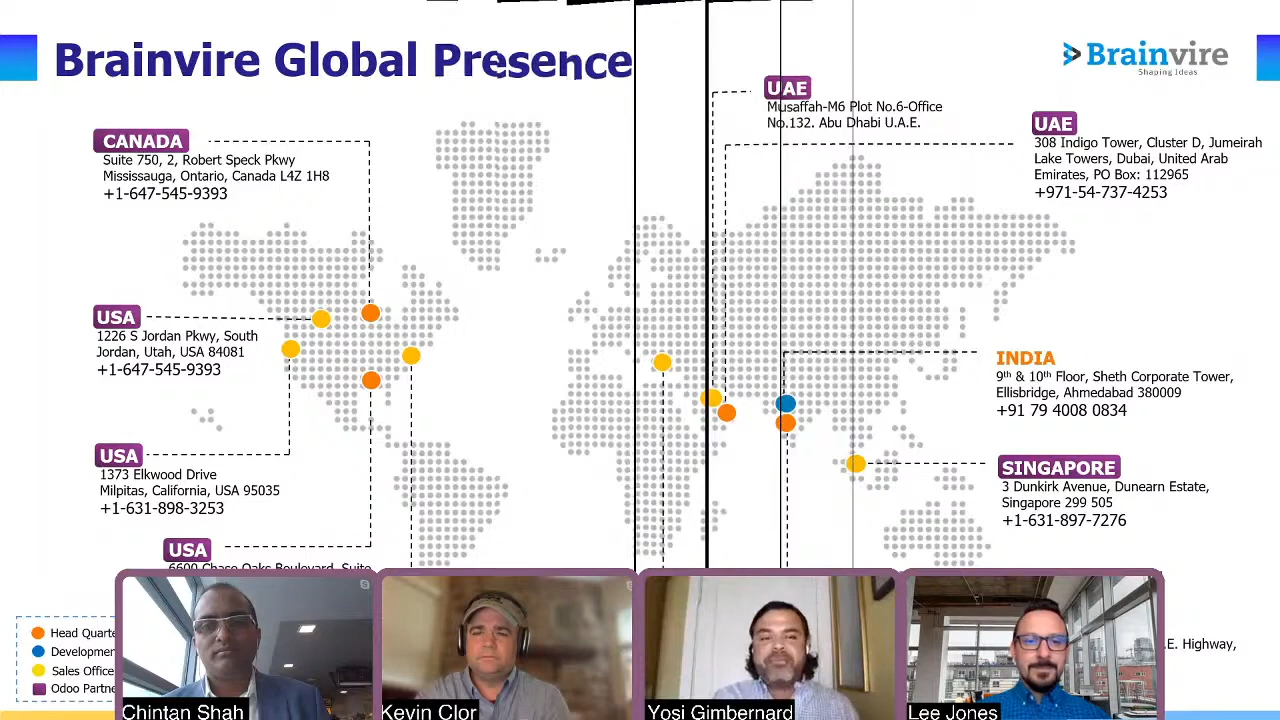 Brainvire Global Presence
Brainvire
Shaping Ideas
UAE
Musaffah-M6 Plot No.6-Office
No.132. Abu Dhabi U.A.E.
UAE
308 Indigo Tower, Cluster D, Jumeirah
Lake Towers, Dubai, United Arab
Emirates, PO Box: 112965
+971-54-737-4253
CANADA
Suite 750, 2, Robert Speck Pkwy
Mississauga, Ontario, Canada L4Z 1H8
+1-647-545-9393
USA
1226 S Jordan Pkwy, South
Jordan, Utah, USA 84081
+1-647-545-9393
INDIA
9th & 10th Floor, Sheth Corporate Tower,
Ellisbridge, Ahmedabad 380009
+91 79 4008 0834
USA
1373 Elkwood Drive
Milpitas, California, USA 95035
+1-631-898-3253
SINGAPORE
3 Dunkirk Avenue, Dunearn Estate,
Singapore 299 505
+1-631-897-7276
USA
6600 Chase Oaks Boulevard, Suite
Head Quarte
Developmen
Sales Office
Odoo Partne
.E. Highway,
Chintan Shah
Kevin Clor
Yosi Gimbernard
Lee Jones